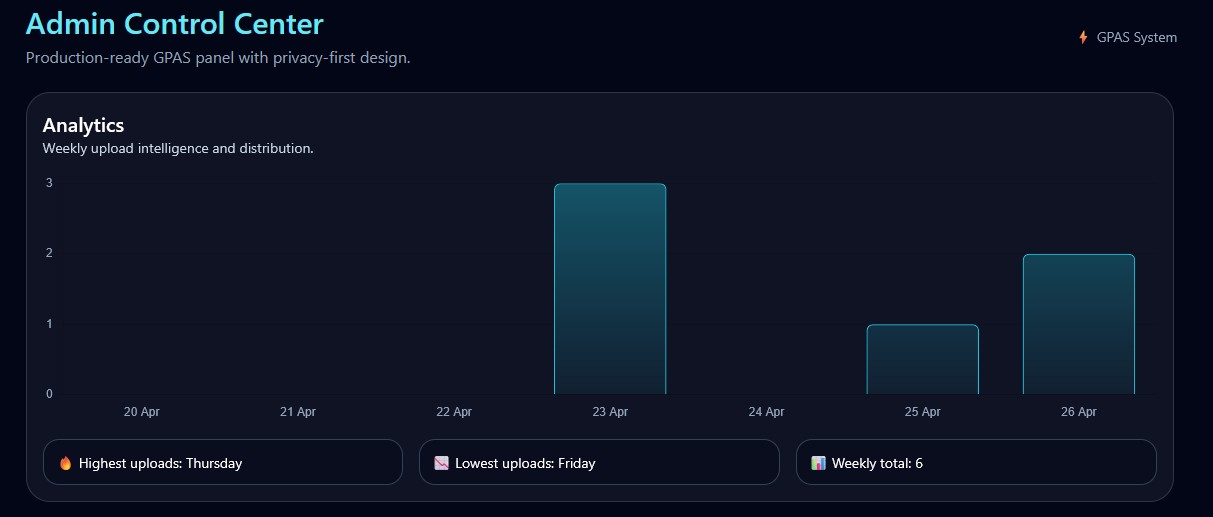 Admin Control Center
Production-ready GPAS panel with privacy-first design.
⚡ GPAS System
Analytics
Weekly upload intelligence and distribution.
3
2
1
0
20 Apr 21 Apr 22 Apr 23 Apr 24 Apr 25 Apr 26 Apr
🔥 Highest uploads: Thursday
📉 Lowest uploads: Friday
📊 Weekly total: 6